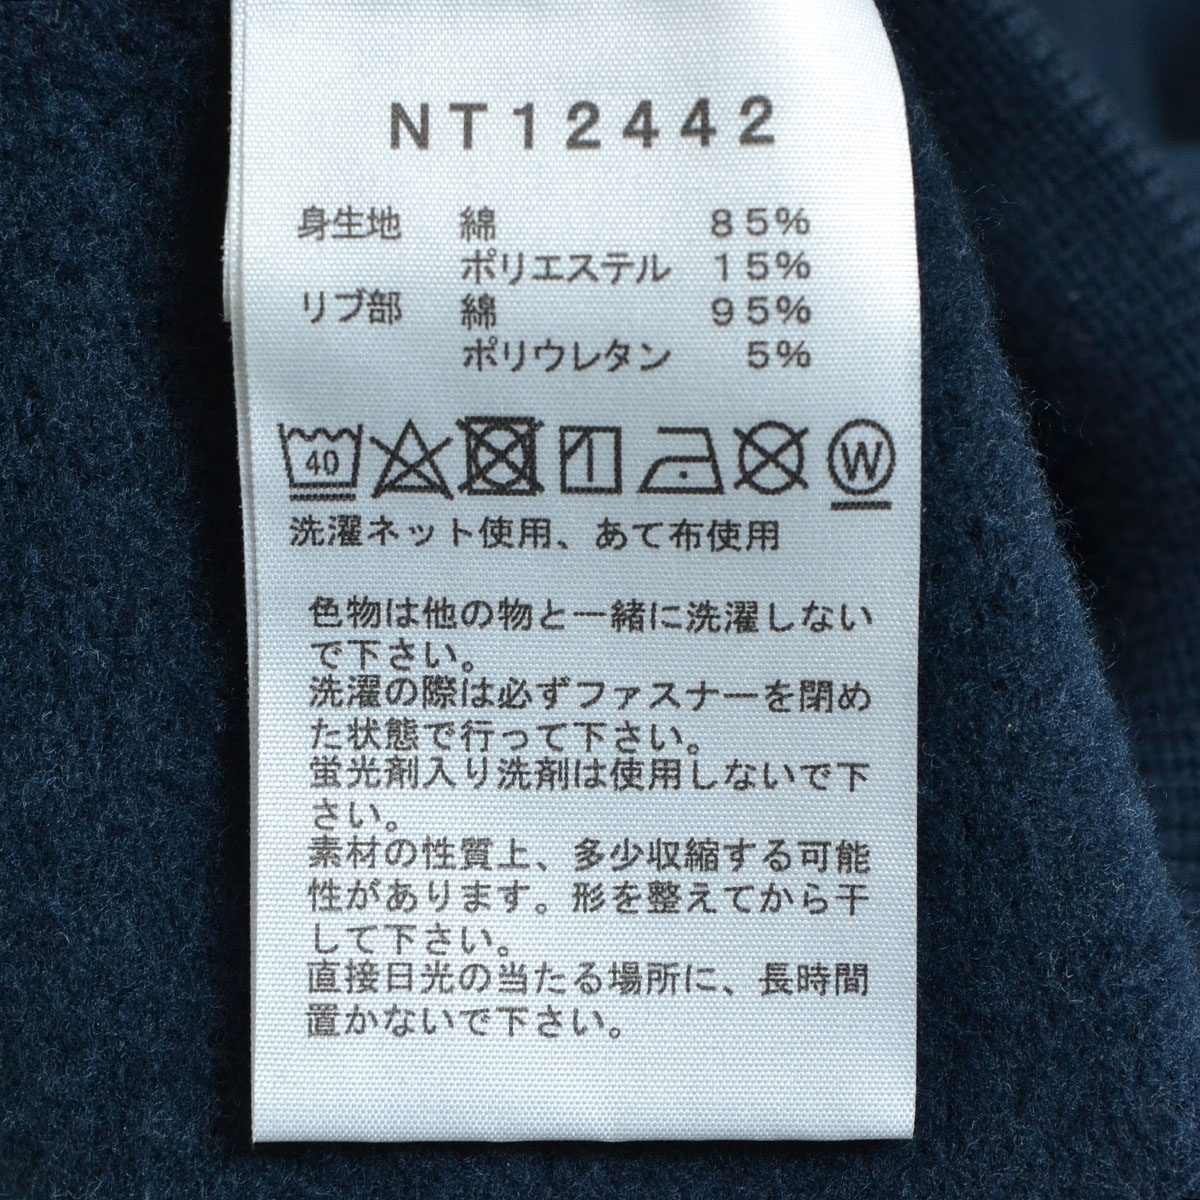 NT12442
身生地 綿 85%
ポリエステル 15%
リブ部 綿 95%
ポリウレタン 5%
40 W
洗濯ネット使用、あて布使用
色物は他の物と一緒に洗濯しない
で下さい。
洗濯の際は必ずファスナーを閉め
た状態で行って下さい。
蛍光剤入り洗剤は使用しないで下
さい。
素材の性質上、多少収縮する可能
性があります。形を整えてから干
して下さい。
直接日光の当たる場所に、長時間
置かないで下さい。